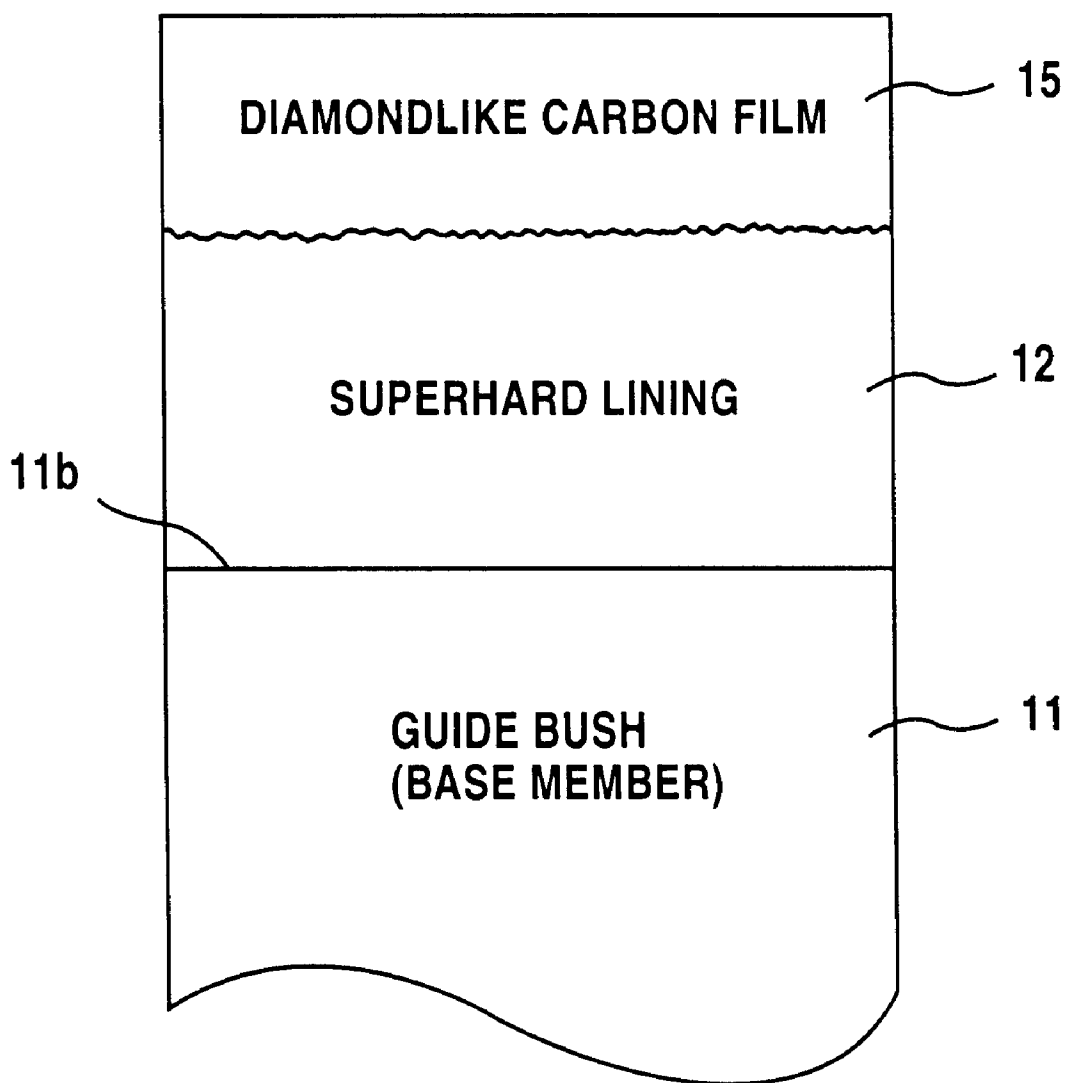 DIAMONDLIKE CARBON FILM
15
SUPERHARD LINING
12
11b
GUIDE BUSH
(BASE MEMBER)
11